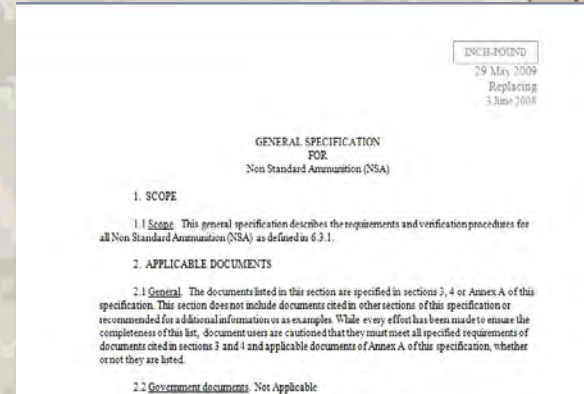 INCH-POUND
29 May 2009
Replacing
3 June 2008
GENERAL SPECIFICATION
FOR
Non Standard Ammunition (NSA)
1. SCOPE
1.1 Scope. This general specification describes the requirements and verification procedures for
all Non Standard Ammunition (NSA) as defined in 6.3.1.
2. APPLICABLE DOCUMENTS
2.1 General. The documents listed in this section are specified in sections 3, 4 or Annex A of this
specification. This section does not include documents cited in other sections of this specification or
recommended for additional information or as examples. While every effort has been made to ensure the
completeness of this list, document users are cautioned that they must meet all specified requirements of
documents cited in sections 3 and 4 and applicable documents of Annex A of this specification, whether
or not they are listed.
2.2 Government documents. Not Applicable